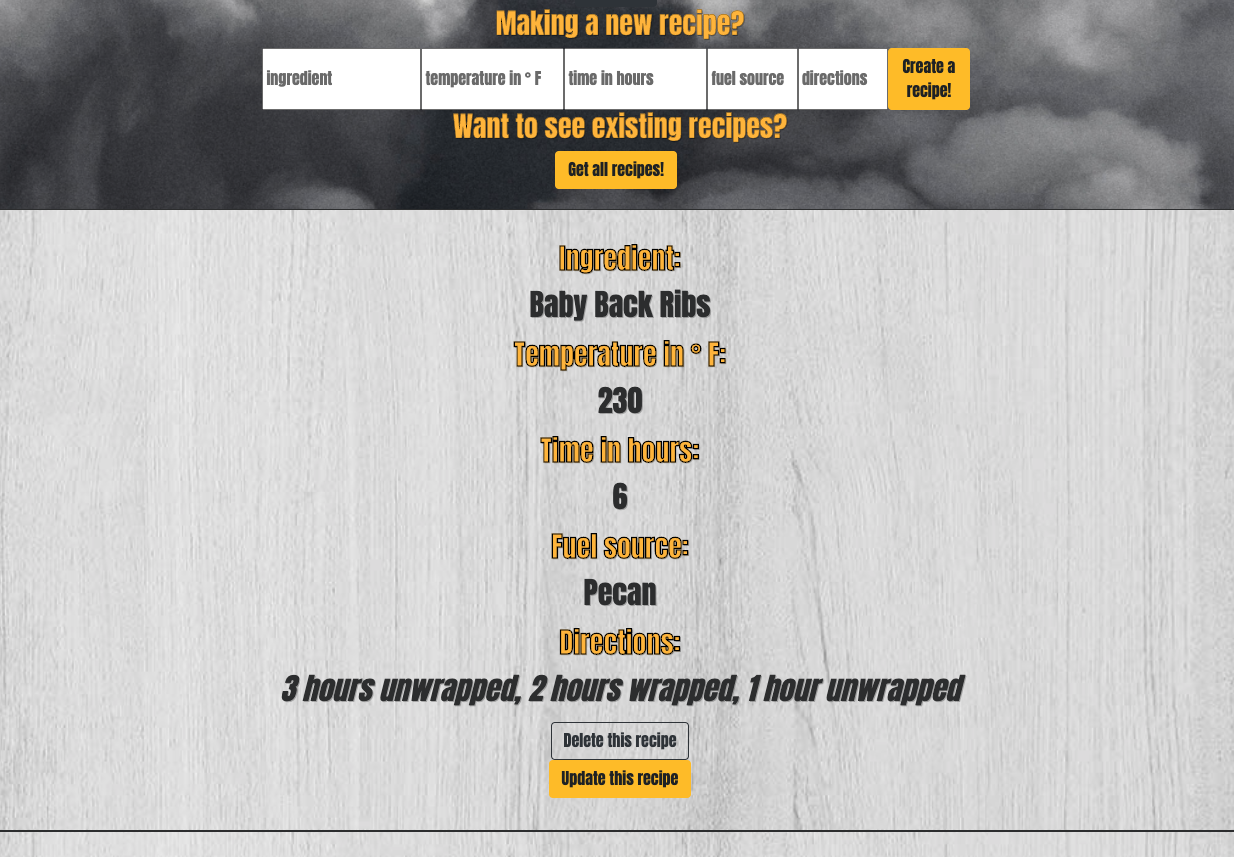 Making a new recipe?
ingredient
temperature in ° F
time in hours
fuel source
directions
Create a
recipe!
Want to see existing recipes?
Get all recipes!
Ingredient:
Baby Back Ribs
Temperature in ° F:
230
Time in hours:
6
Fuel source:
Pecan
Directions:
3 hours unwrapped, 2 hours wrapped, 1 hour unwrapped
Delete this recipe
Update this recipe